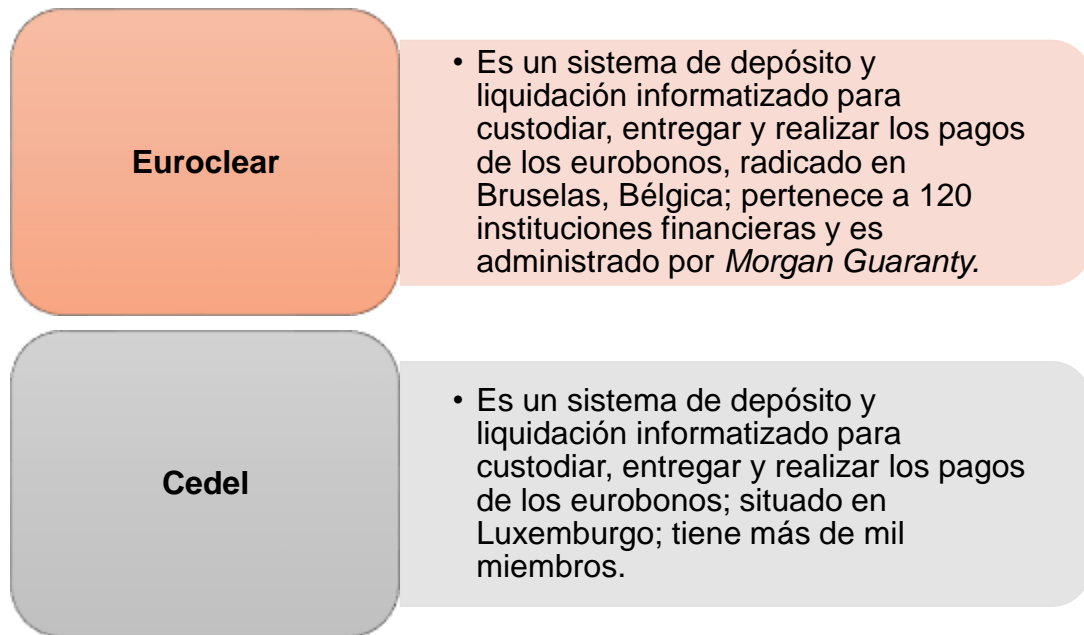 Euroclear
• Es un sistema de depósito y
liquidación informatizado para
custodiar, entregar y realizar los pagos
de los eurobonos, radicado en
Bruselas, Bélgica; pertenece a 120
instituciones financieras y es
administrado por Morgan Guaranty.
Cedel
• Es un sistema de depósito y
liquidación informatizado para
custodiar, entregar y realizar los pagos
de los eurobonos; situado en
Luxemburgo; tiene más de mil
miembros.